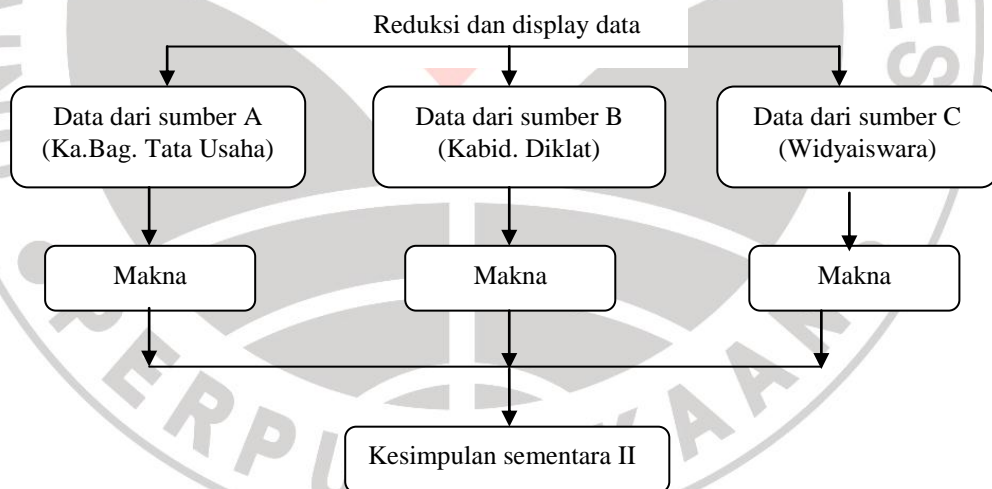 Reduksi dan display data
Data dari sumber A
(Ka.Bag. Tata Usaha)
Data dari sumber B
(Kabid. Diklat)
Data dari sumber C
(Widyaiswara)
Makna
Makna
Makna
Kesimpulan sementara II